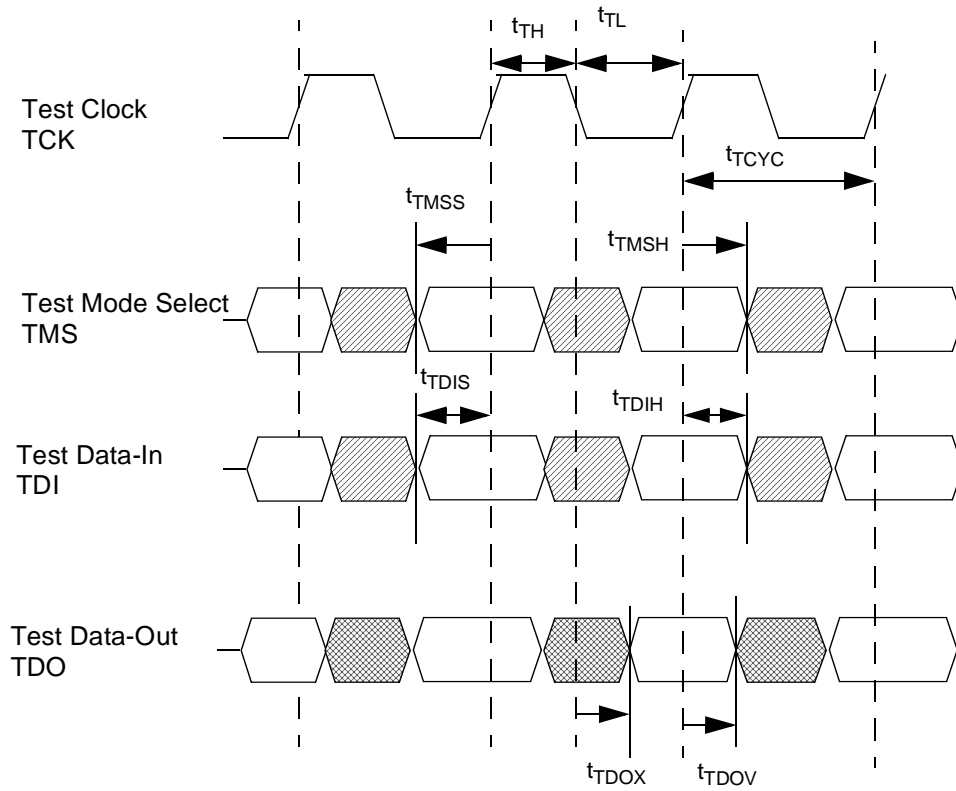 tTH
tTL
Test Clock
TCK
tTCYC
tTMSS
tTMSH
Test Mode Select
TMS
tTDIS
tTDIH
Test Data-In
TDI
Test Data-Out
TDO
tTDOX
tTDOV